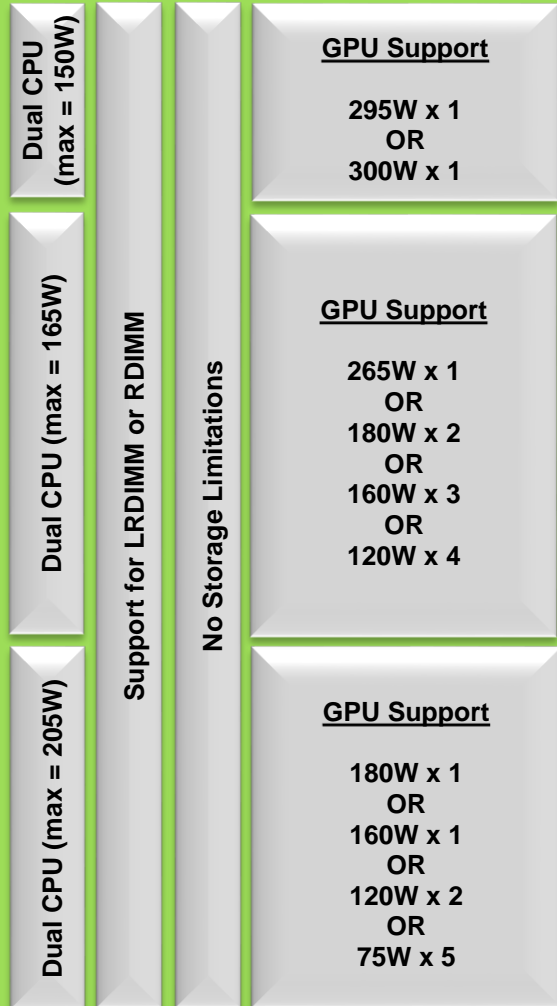 Dual CPU
(max = 150W)
GPU Support
295W x 1
OR
300W x 1
Dual CPU (max = 165W)
GPU Support
265W x 1
OR
180W x 2
OR
160W x 3
OR
120W x 4
Dual CPU (max = 205W)
GPU Support
180W x 1
OR
160W x 1
OR
120W x 2
OR
75W x 5
Support for LRDIMM or RDIMM
No Storage Limitations